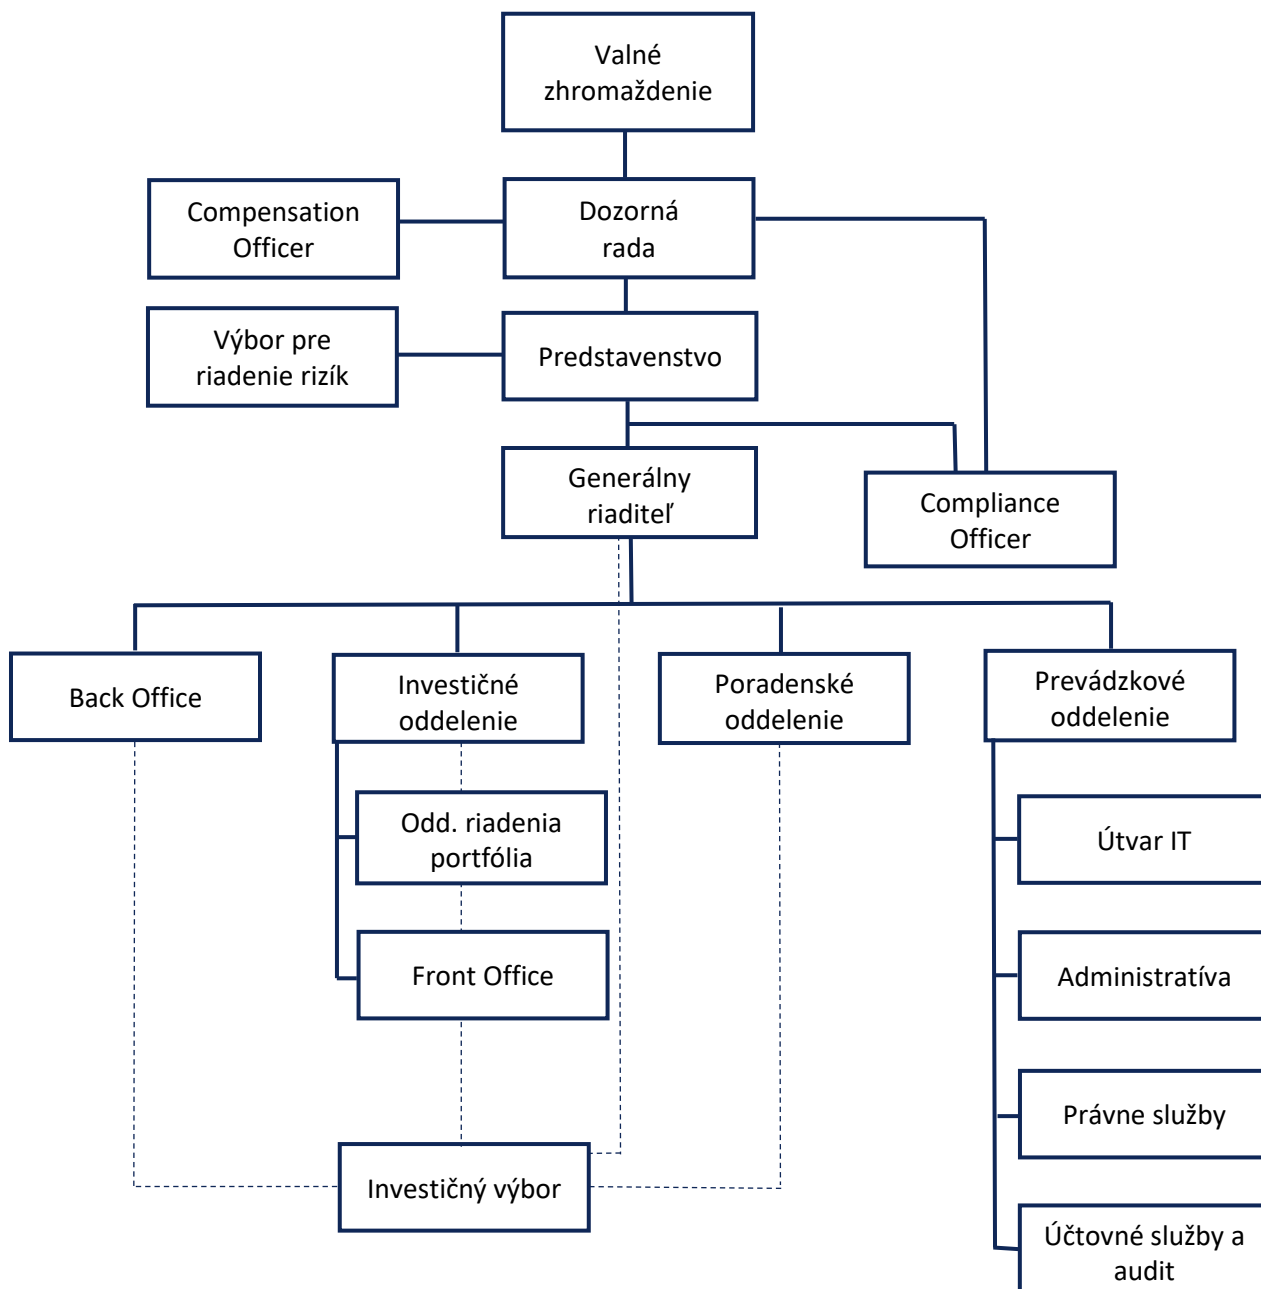 Valné
zhromaždenie
Compensation
Officer
Dozorná
rada
Výbor pre
riadenie rizík
Predstavenstvo
Generálny
riaditeľ
Compliance
Officer
Back Office
Investičné
oddelenie
Poradenské
oddelenie
Prevádzkové
oddelenie
Odd. riadenia
portfólia
Útvar IT
Front Office
Administratíva
Právne služby
Investičný výbor
Účtovné služby a
audit